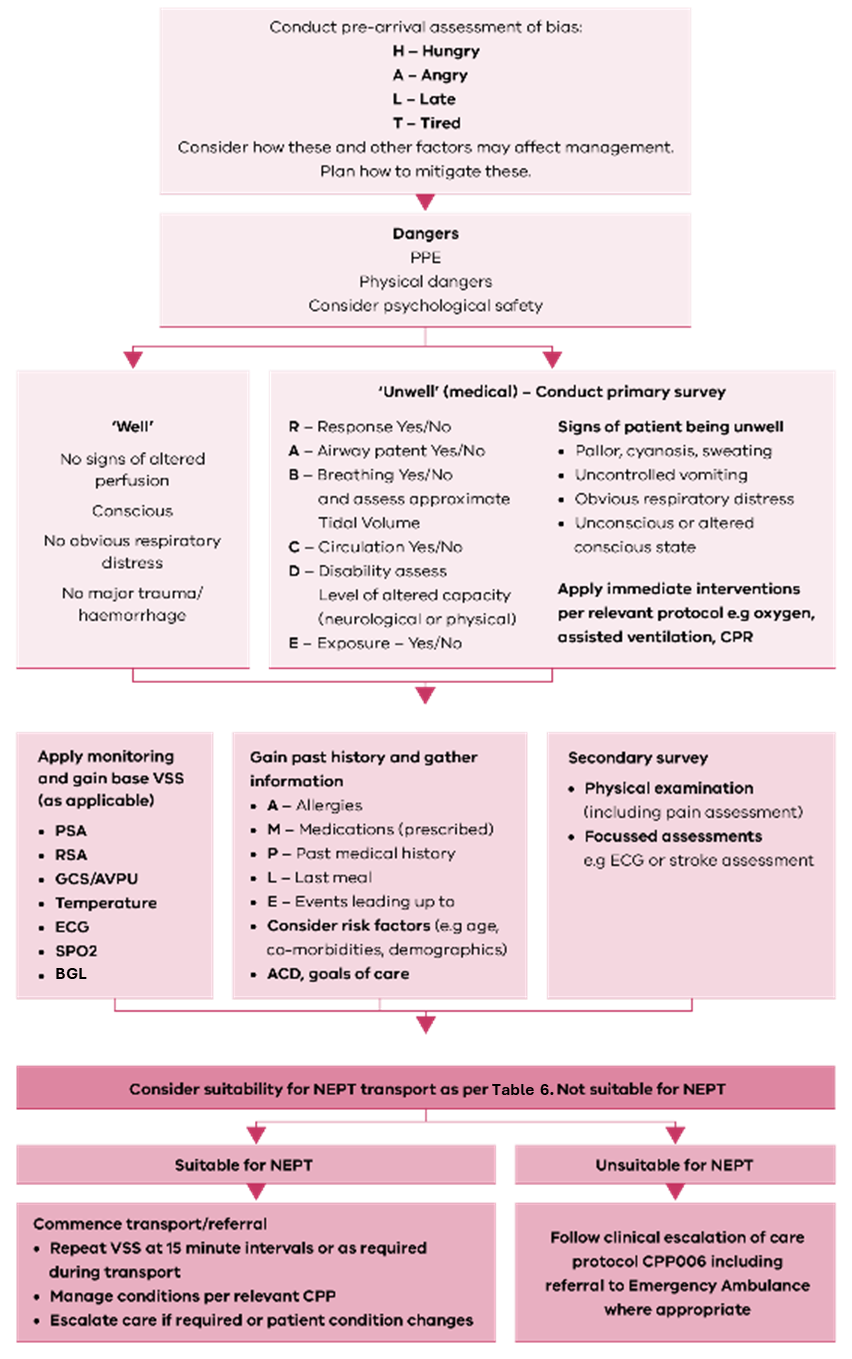 Conduct pre-arrival assessment of bias:
H – Hungry
A – Angry
L – Late
T – Tired
Consider how these and other factors may affect management.
Plan how to mitigate these.
Dangers
PPE
Physical dangers
Consider psychological safety
‘Well’
No signs of altered
perfusion
Conscious
No obvious respiratory
distress
No major trauma/
haemorrhage
‘Unwell’ (medical) – Conduct primary survey
R – Response Yes/No
A – Airway patent Yes/No
B – Breathing Yes/No
and assess approximate
Tidal Volume
C – Circulation Yes/No
D – Disability assess
Level of altered capacity
(neurological or physical)
E – Exposure – Yes/No
Signs of patient being unwell
• Pallor, cyanosis, sweating
• Uncontrolled vomiting
• Obvious respiratory distress
• Unconscious or altered
conscious state
Apply immediate interventions
per relevant protocol e.g oxygen,
assisted ventilation, CPR
Apply monitoring
and gain base VSS
(as applicable)
• PSA
• RSA
• GCS/AVPU
• Temperature
• ECG
• SPO2
• BGL
Gain past history and gather
information
• A – Allergies
• M – Medications (prescribed)
• P – Past medical history
• L – Last meal
• E – Events leading up to
• Consider risk factors (e.g age,
co-morbidities, demographics)
• ACD, goals of care
Secondary survey
• Physical examination
(including pain assessment)
• Focussed assessments
e.g ECG or stroke assessment
Consider suitability for NEPT transport as per Table 6. Not suitable for NEPT
Suitable for NEPT
Commence transport/referral
• Repeat VSS at 15 minute intervals or as required
during transport
• Manage conditions per relevant CPP
• Escalate care if required or patient condition changes
Unsuitable for NEPT
Follow clinical escalation of care
protocol CPP006 including
referral to Emergency Ambulance
where appropriate